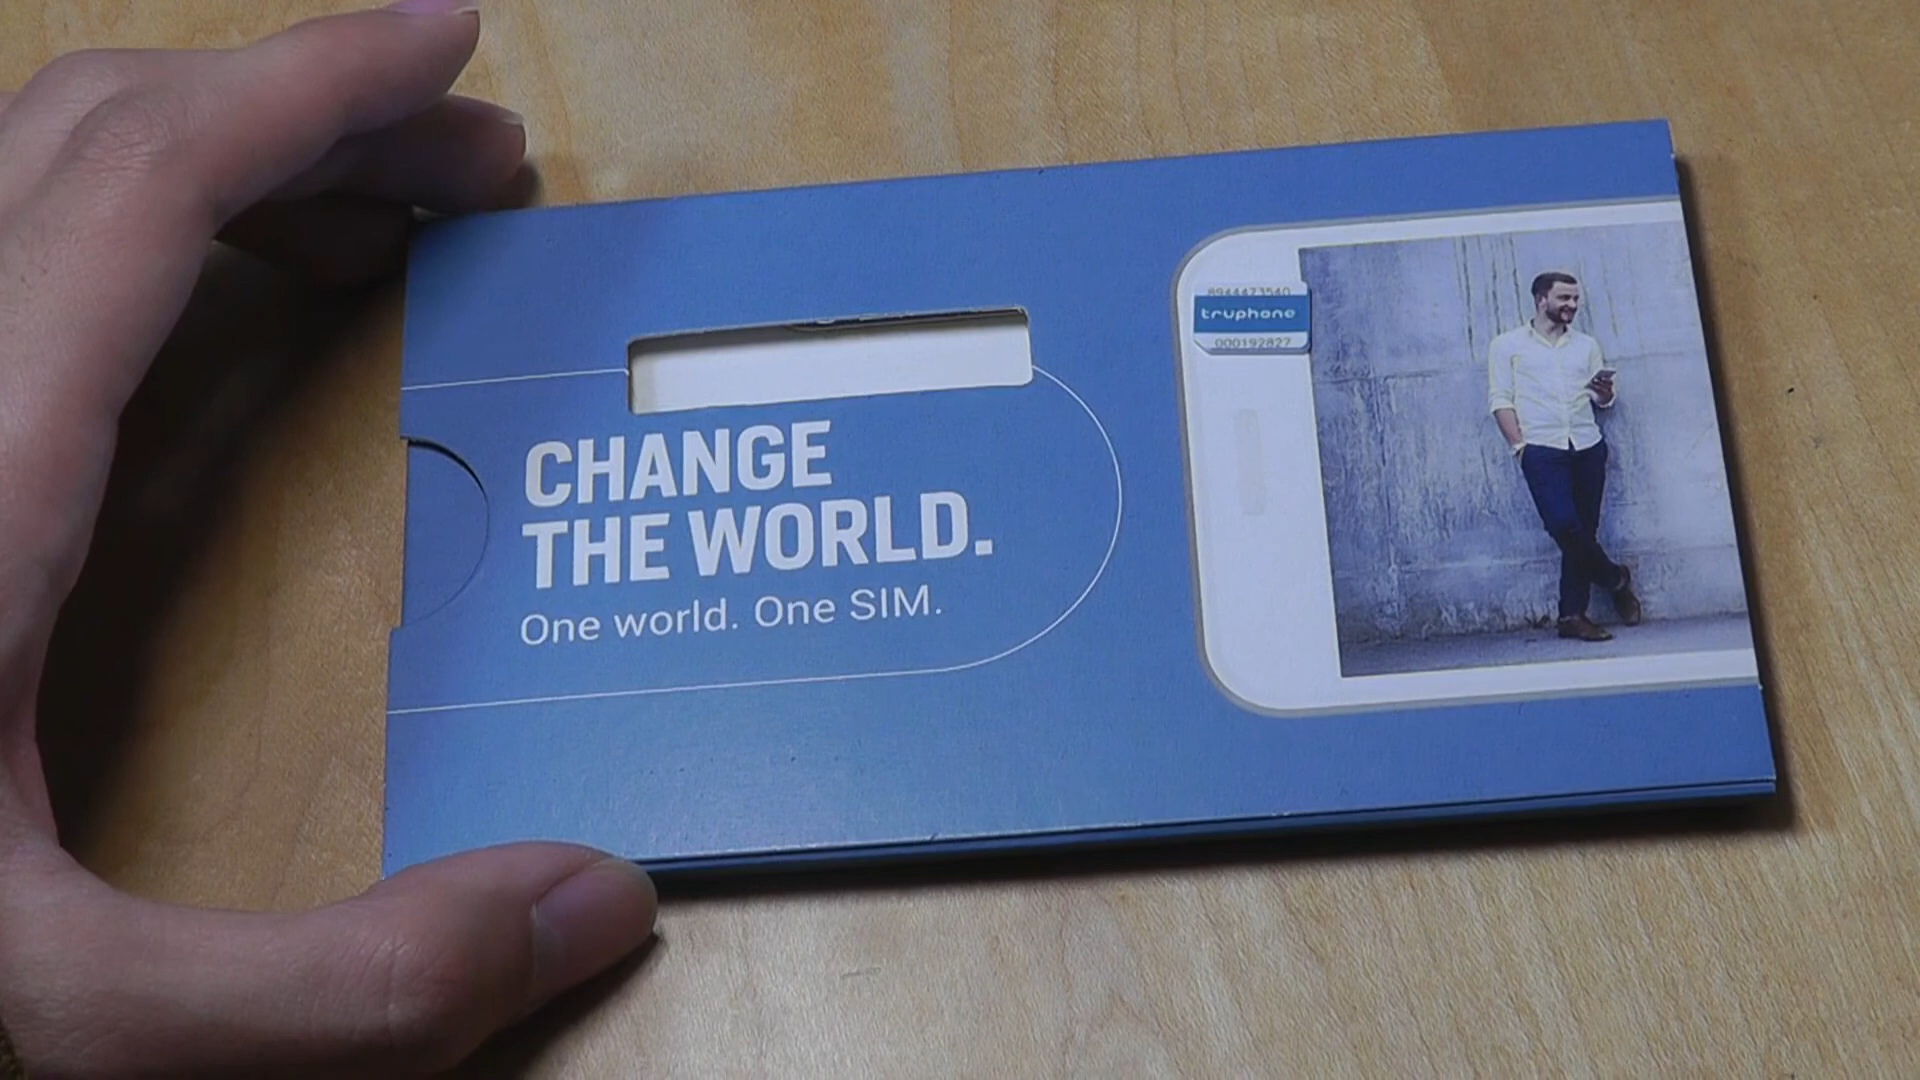 CHANGE
THE WORLD.
One world. One SIM.
8944473540
truphone
000192827